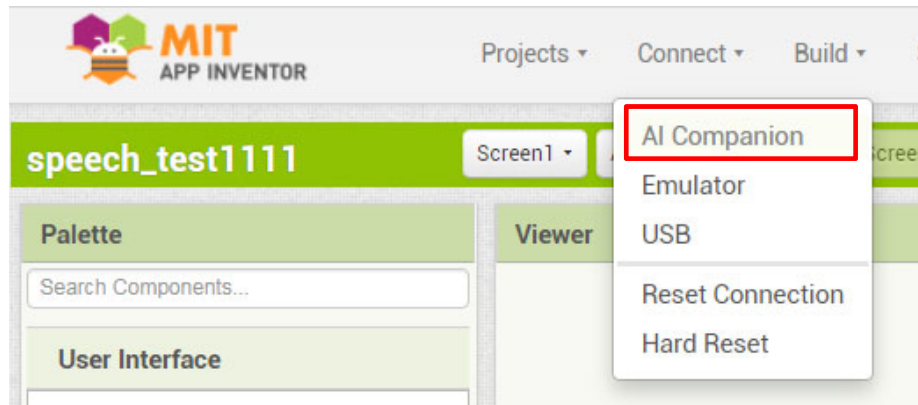 MIT
APP INVENTOR
Projects
Connect
Build
speech_test1111
Screen1
AI Companion
Emulator
USB
Reset Connection
Hard Reset
Palette
Viewer
Search Components...
User Interface